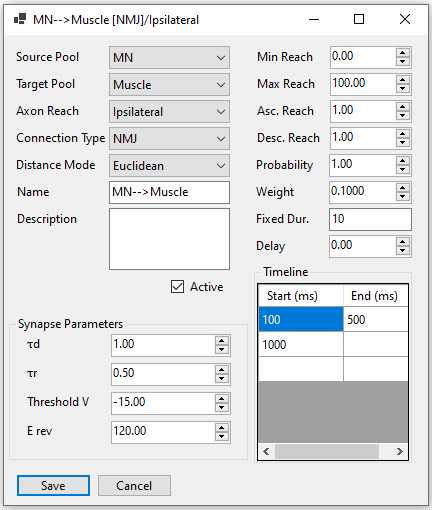 MN-->Muscle [NMJ]/Ipsilateral
Source Pool MN
Target Pool Muscle
Axon Reach Ipsilateral
Connection Type NMJ
Distance Mode Euclidean
Name MN-->Muscle
Description
Active
Min Reach 0.00
Max Reach 100.00
Asc. Reach 1.00
Desc. Reach 1.00
Probability 1.00
Weight 0.1000
Fixed Dur. 10
Delay 0.00
Timeline
Start (ms) End (ms)
100 500
1000
Synapse Parameters
τd 1.00
τr 0.50
Threshold V -15.00
E rev 120.00
Save Cancel